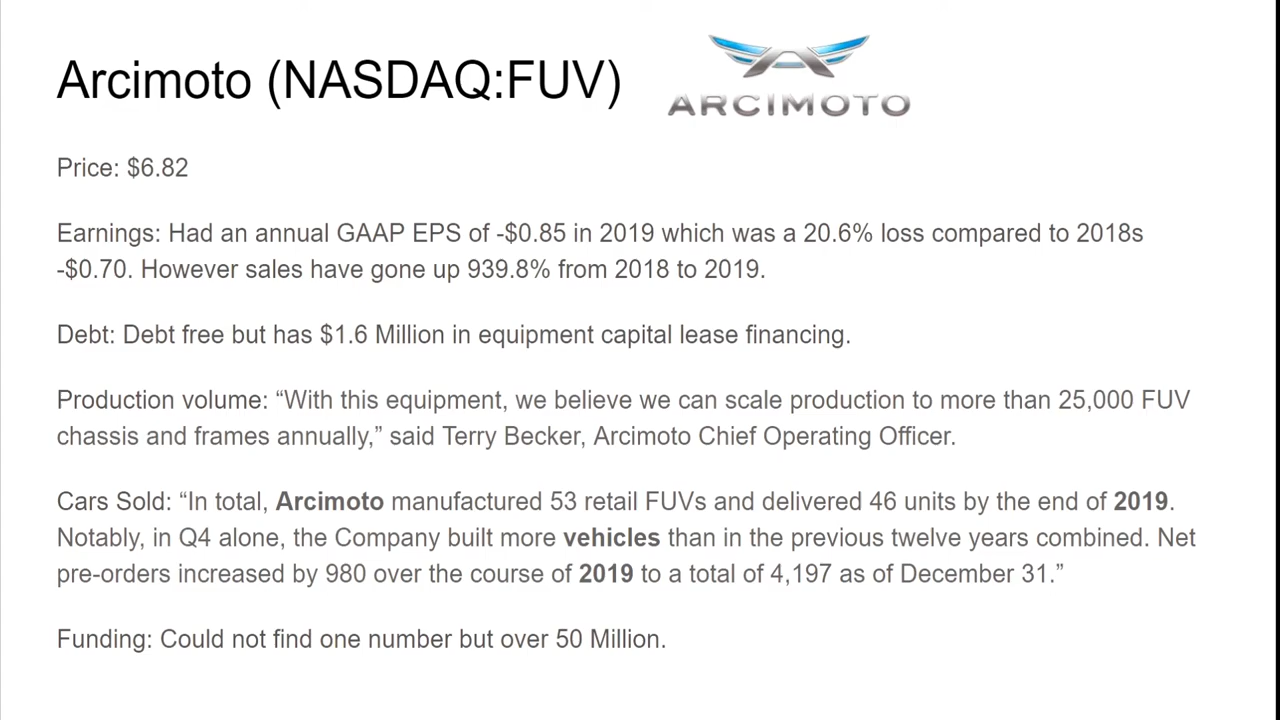 Arcimoto (NASDAQ:FUV)
ARCIMOTO
Price: $6.82
Earnings: Had an annual GAAP EPS of -$0.85 in 2019 which was a 20.6% loss compared to 2018s
-$0.70. However sales have gone up 939.8% from 2018 to 2019.
Debt: Debt free but has $1.6 Million in equipment capital lease financing.
Production volume: “With this equipment, we believe we can scale production to more than 25,000 FUV
chassis and frames annually,” said Terry Becker, Arcimoto Chief Operating Officer.
Cars Sold: “In total, Arcimoto manufactured 53 retail FUVs and delivered 46 units by the end of 2019.
Notably, in Q4 alone, the Company built more vehicles than in the previous twelve years combined. Net
pre-orders increased by 980 over the course of 2019 to a total of 4,197 as of December 31.”
Funding: Could not find one number but over 50 Million.